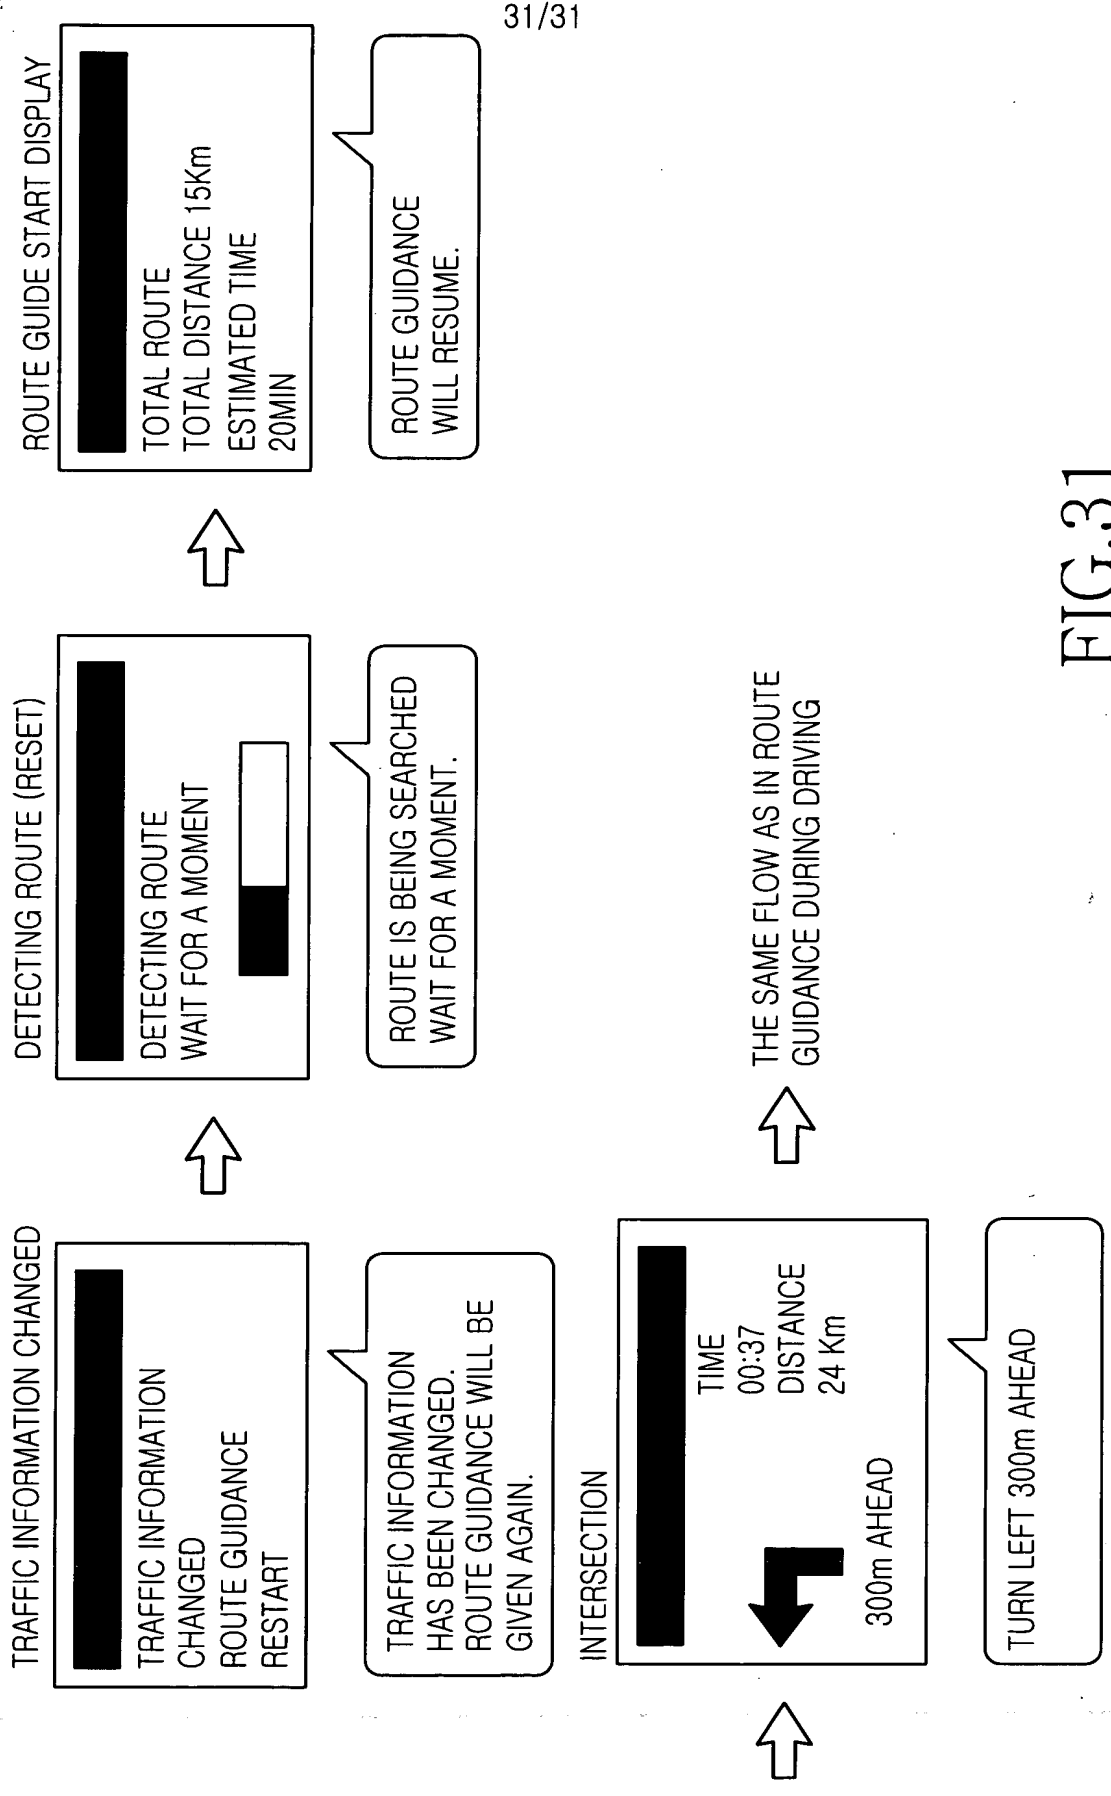 31/31
TRAFFIC INFORMATION CHANGED
TRAFFIC INFORMATION
CHANGED
ROUTE GUIDANCE
RESTART
TRAFFIC INFORMATION
HAS BEEN CHANGED.
ROUTE GUIDANCE WILL BE
GIVEN AGAIN.
DETECTING ROUTE (RESET)
DETECTING ROUTE
WAIT FOR A MOMENT
ROUTE IS BEING SEARCHED
WAIT FOR A MOMENT.
ROUTE GUIDE START DISPLAY
TOTAL ROUTE
TOTAL DISTANCE 15Km
ESTIMATED TIME
20MIN
ROUTE GUIDANCE
WILL RESUME.
INTERSECTION
TIME
00:37
DISTANCE
24 Km
300m AHEAD
TURN LEFT 300m AHEAD
THE SAME FLOW AS IN ROUTE
GUIDANCE DURING DRIVING
FIG.31